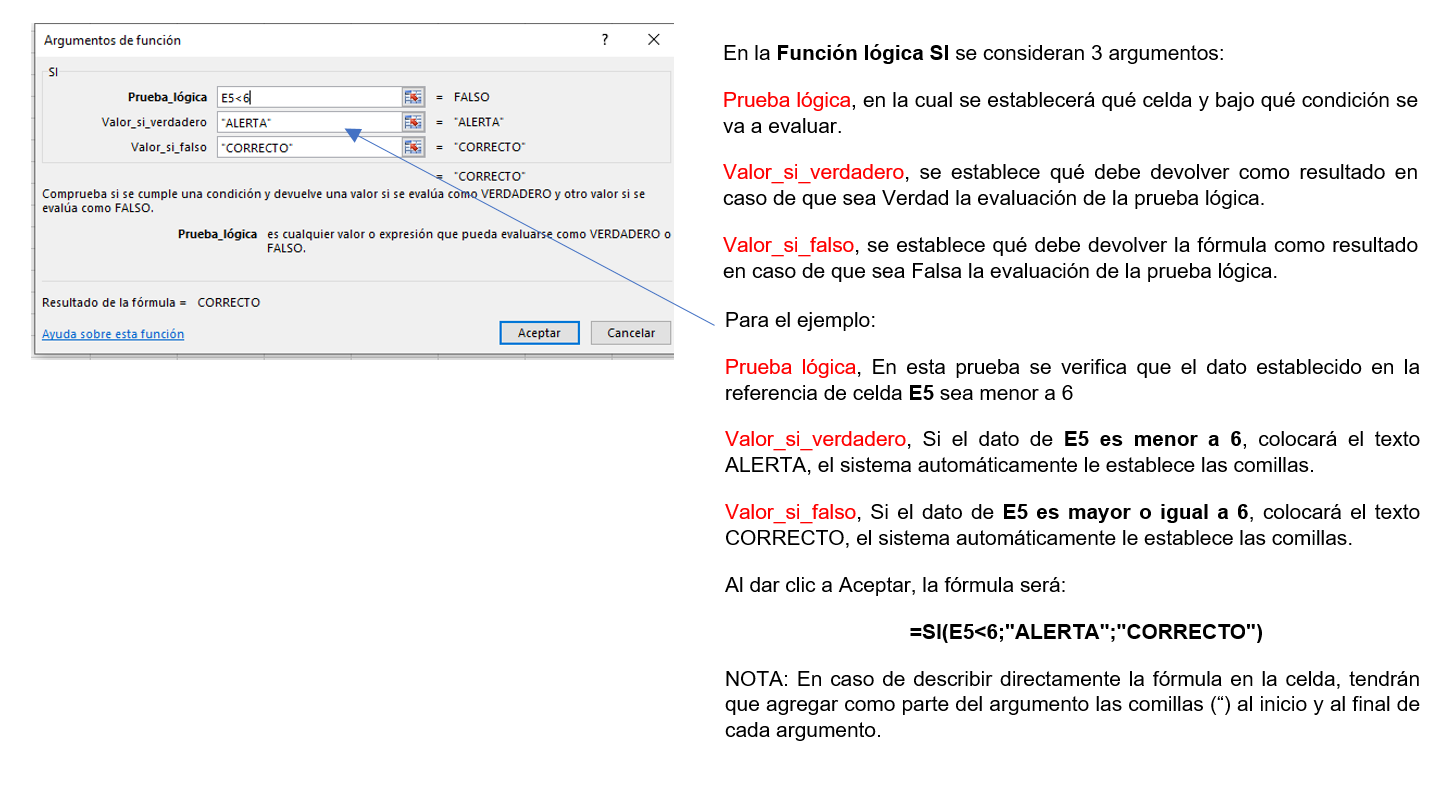 Argumentos de función ? ×
SI
Prueba_lógica E5<6 = FALSO
Valor_si_verdadero "ALERTA" = "ALERTA"
Valor_si_falso "CORRECTO" = "CORRECTO"
= "CORRECTO"
Comprueba si se cumple una condición y devuelve una valor si se evalúa como VERDADERO y otro valor si se
evalúa como FALSO.
Prueba_lógica es cualquier valor o expresión que pueda evaluarse como VERDADERO o
FALSO.
Resultado de la fórmula = CORRECTO
Ayuda sobre esta función Aceptar Cancelar
En la Función lógica SI se consideran 3 argumentos:
Prueba lógica, en la cual se establecerá qué celda y bajo qué condición se
va a evaluar.
Valor_si_verdadero, se establece qué debe devolver como resultado en
caso de que sea Verdad la evaluación de la prueba lógica.
Valor_si_falso, se establece qué debe devolver la fórmula como resultado
en caso de que sea Falsa la evaluación de la prueba lógica.
Para el ejemplo:
Prueba lógica, En esta prueba se verifica que el dato establecido en la
referencia de celda E5 sea menor a 6
Valor_si_verdadero, Si el dato de E5 es menor a 6, colocará el texto
ALERTA, el sistema automáticamente le establece las comillas.
Valor_si_falso, Si el dato de E5 es mayor o igual a 6, colocará el texto
CORRECTO, el sistema automáticamente le establece las comillas.
Al dar clic a Aceptar, la fórmula será:
=SI(E5<6;"ALERTA";"CORRECTO")
NOTA: En caso de describir directamente la fórmula en la celda, tendrán
que agregar como parte del argumento las comillas (“) al inicio y al final de
cada argumento.